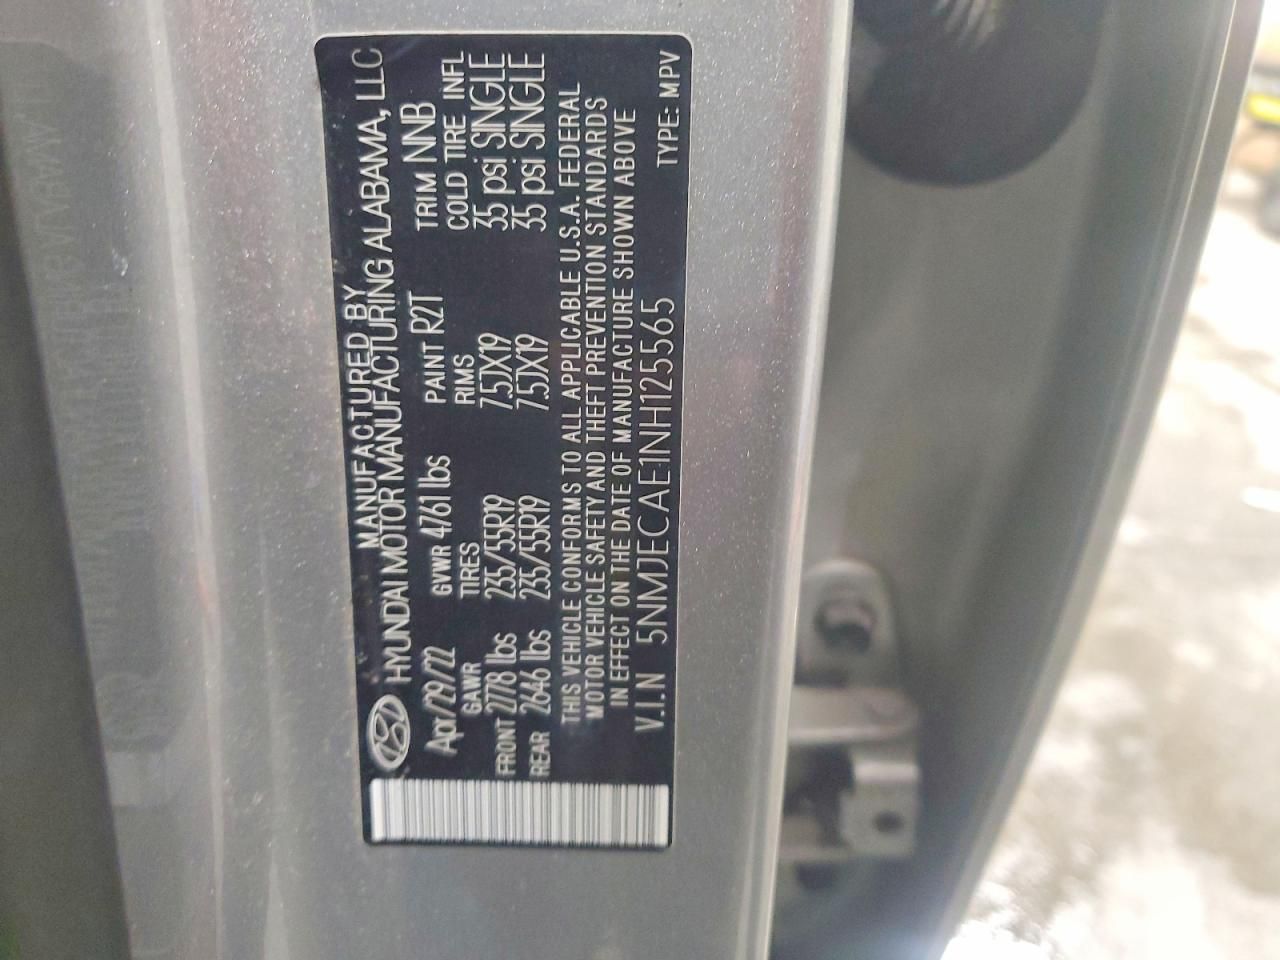 MANUFACTURED BY
HYUNDAI MOTOR MANUFACTURING ALABAMA, LLC
Apr/29/22 GVWR 4761 lbs PAINT R2T TRIM NNB
GAWR TIRES RIMS COLD TIRE INFL
FRONT 2778 lbs 235/55R19 7.5JX19 35 psi SINGLE
REAR 2646 lbs 235/55R19 7.5JX19 35 psi SINGLE
THIS VEHICLE CONFORMS TO ALL APPLICABLE U.S.A. FEDERAL
MOTOR VEHICLE SAFETY AND THEFT PREVENTION STANDARDS
IN EFFECT ON THE DATE OF MANUFACTURE SHOWN ABOVE
V.I.N 5NMJECAE1NH125565 TYPE: MPV